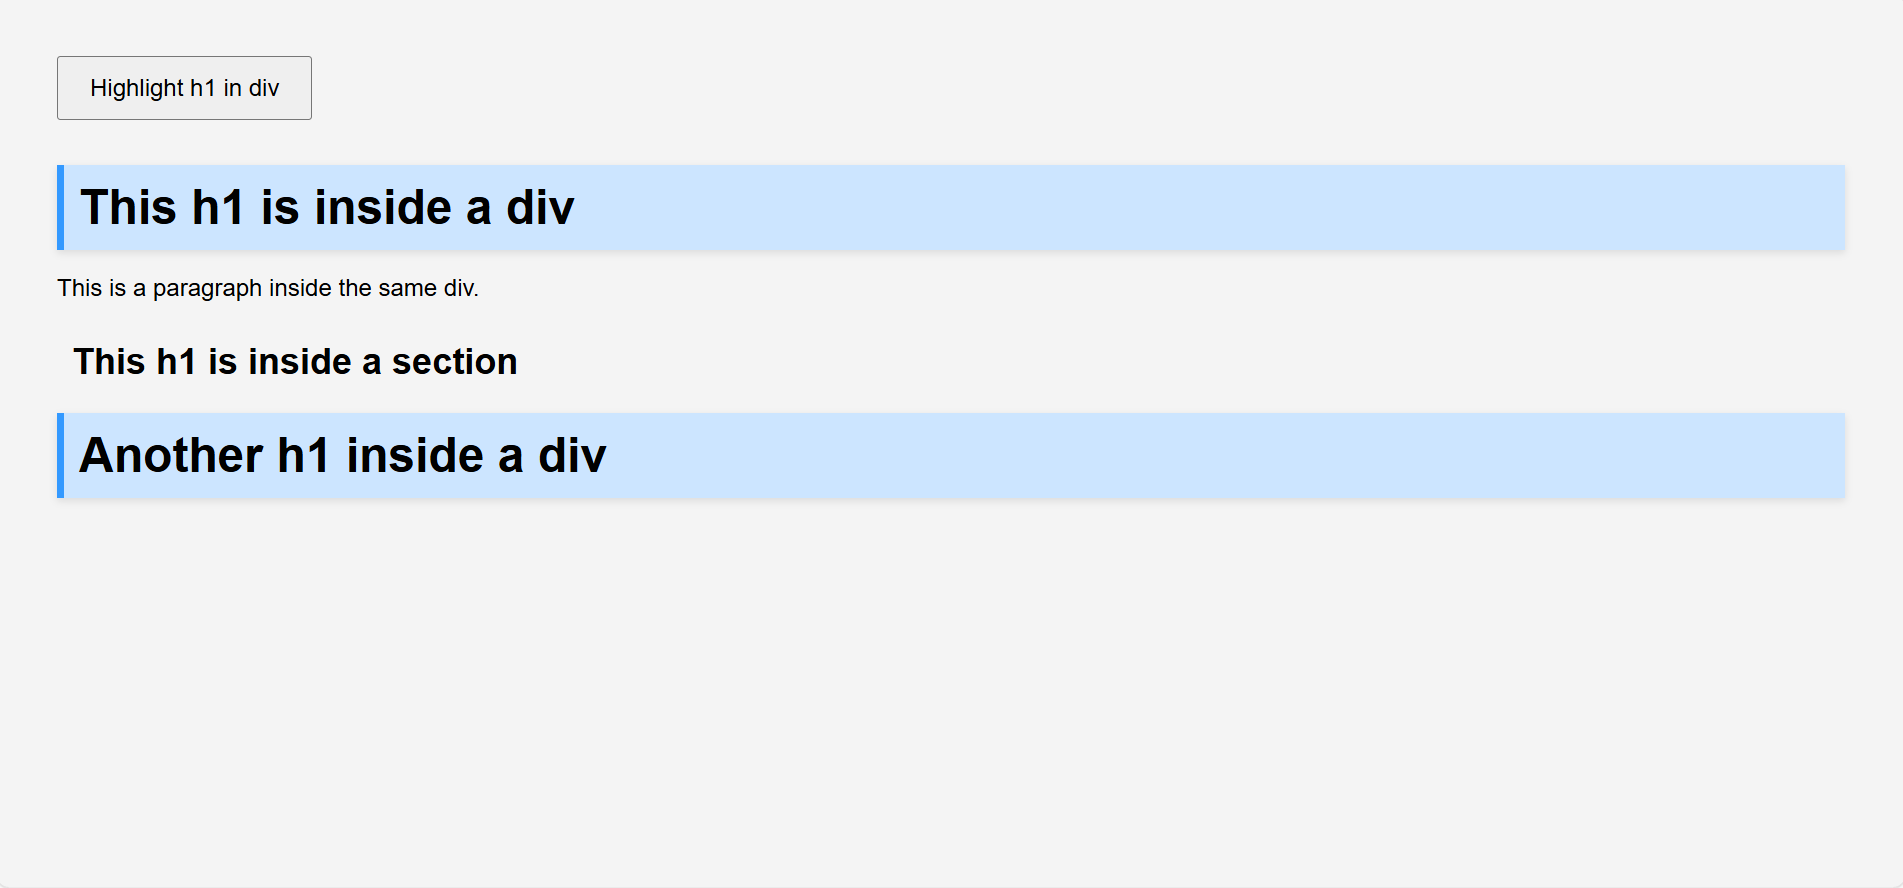 Highlight h1 in div
This h1 is inside a div
This is a paragraph inside the same div.
This h1 is inside a section
Another h1 inside a div